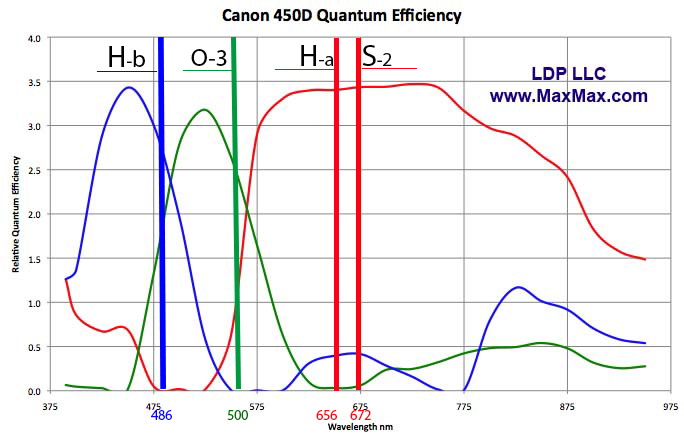 Canon 450D Quantum Efficiency
4.0
3.5
3.0
2.5
2.0
1.5
1.0
0.5
0.0
Relative Quantum Efficiency
H-b
O-3
H-a
S-2
LDP LLC
www.MaxMax.com
375 475 575 675 775 875 975
486 500 656 672
Wavelength nm